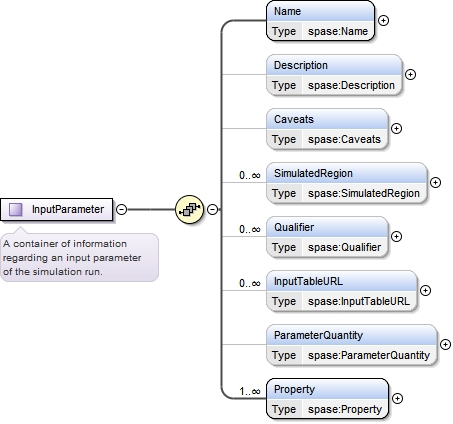 Name
Type spase:Name
Description
Type spase:Description
Caveats
Type spase:Caveats
0..∞
SimulatedRegion
Type spase:SimulatedRegion
InputParameter
A container of information
regarding an input parameter
of the simulation run.
0..∞
Qualifier
Type spase:Qualifier
0..∞
InputTableURL
Type spase:InputTableURL
ParameterQuantity
Type spase:ParameterQuantity
1..∞
Property
Type spase:Property